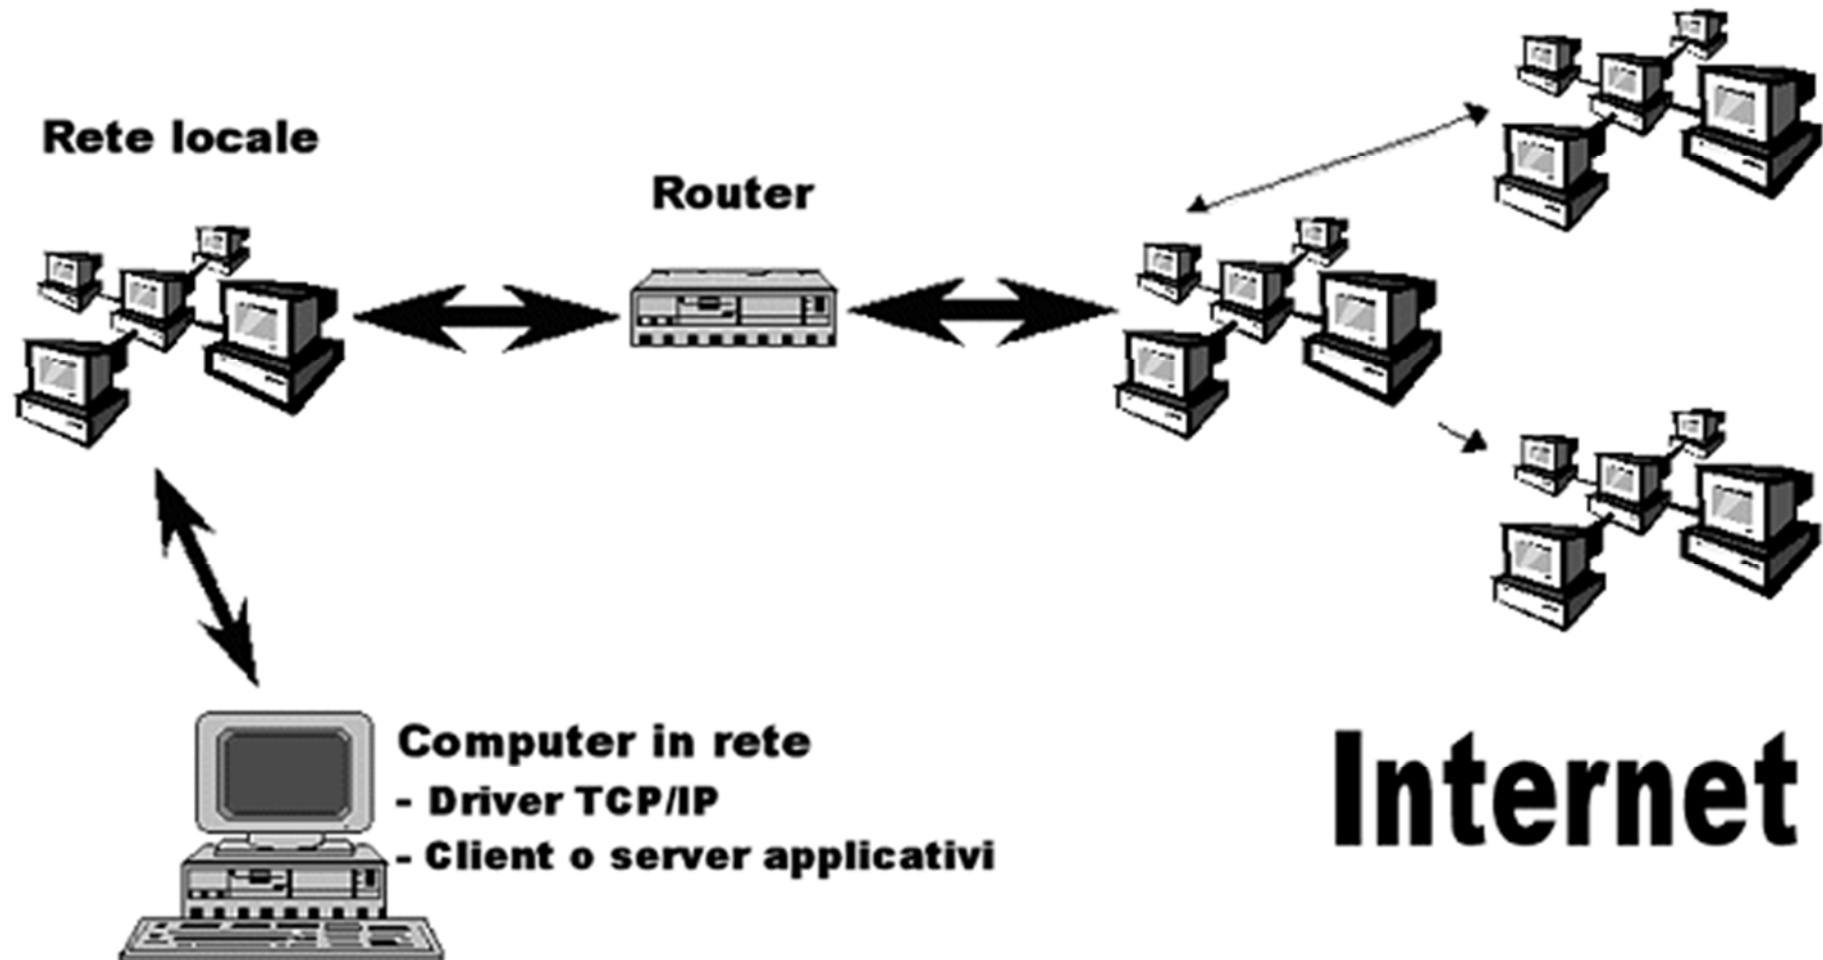 Rete locale
Router
Computer in rete
- Driver TCP/IP
- Client o server applicativi
Internet